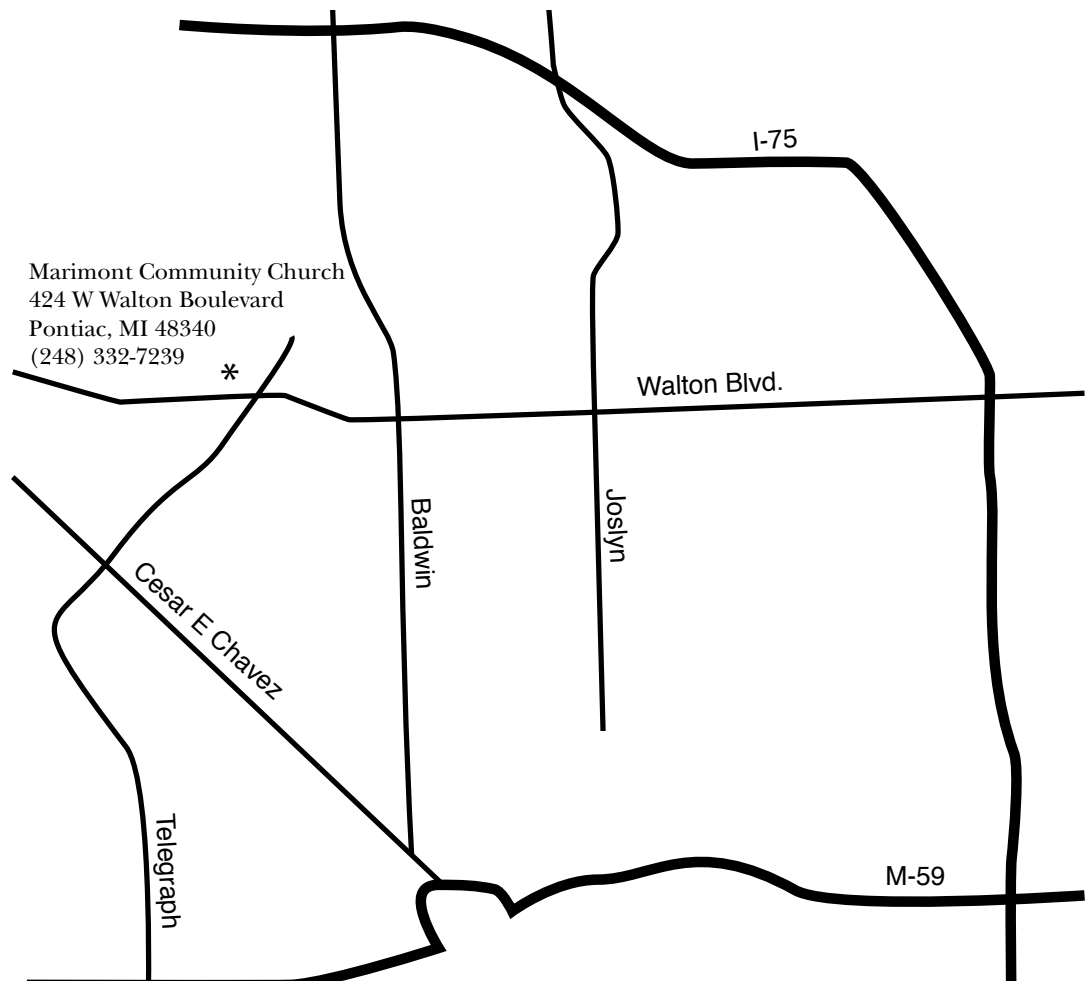 I-75
Marimont Community Church
424 W Walton Boulevard
Pontiac, MI 48340
(248) 332-7239
*
Walton Blvd.
Baldwin
Joslyn
Cesar E Chavez
Telegraph
M-59